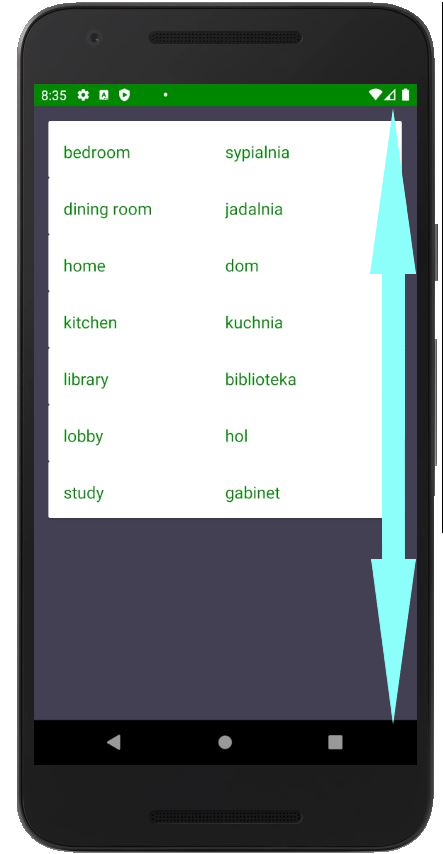 8:35
bedroom sypialnia
dining room jadalnia
home dom
kitchen kuchnia
library biblioteka
lobby hol
study gabinet